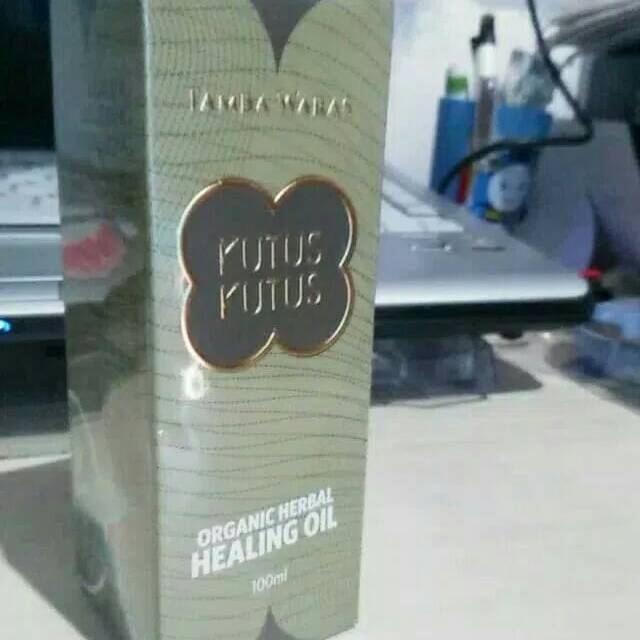 TAMBA WARAS
KUTUS
KUTUS
ORGANIC HERBAL
HEALING OIL
100ml